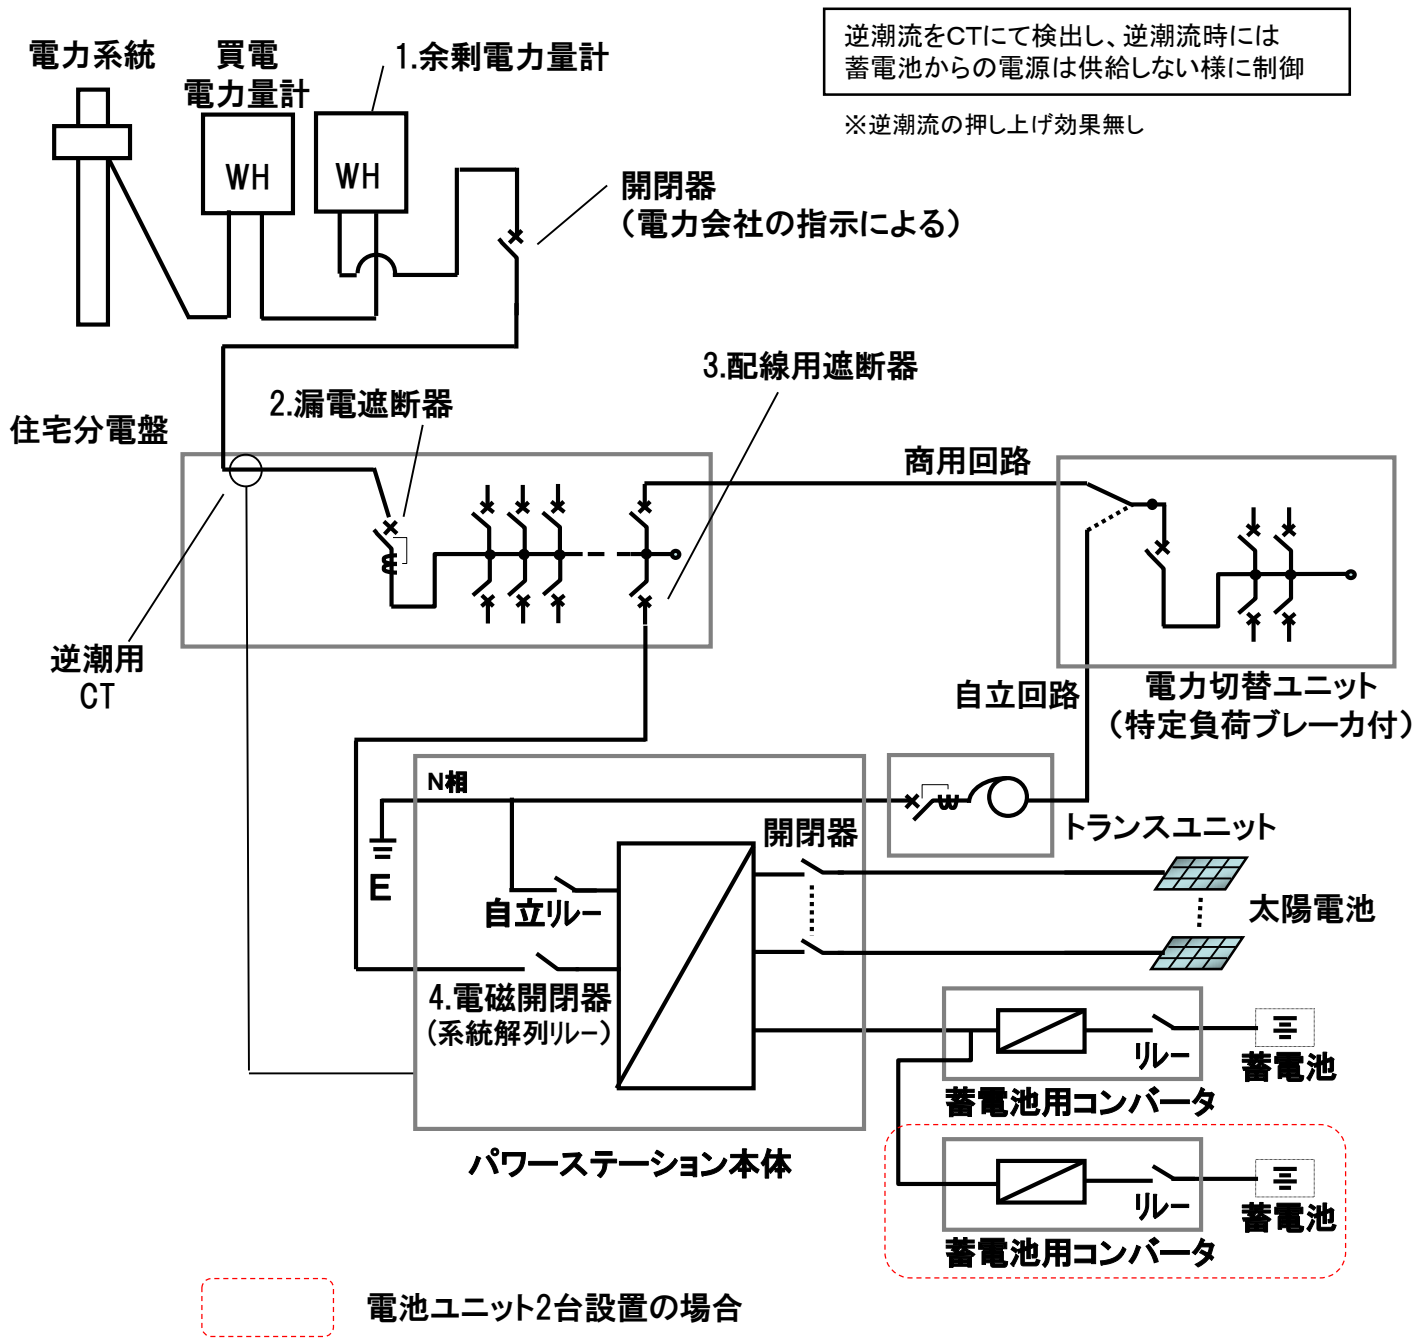 逆潮流をCTにて検出し、逆潮流時には
蓄電池からの電源は供給しない様に制御
※逆潮流の押し上げ効果無し
電力系統
買電
電力量計
1.余剰電力量計
WH
WH
開閉器
（電力会社の指示による）
3.配線用遮断器
2.漏電遮断器
住宅分電盤
商用回路
逆潮用
CT
自立回路
電力切替ユニット
（特定負荷ブレーカ付）
N相
E
開閉器
トランスユニット
自立リレー
太陽電池
4.電磁開閉器
（系統解列リレー）
リレー
蓄電池
蓄電池用コンバータ
パワーステーション本体
リレー
蓄電池
蓄電池用コンバータ
電池ユニット2台設置の場合